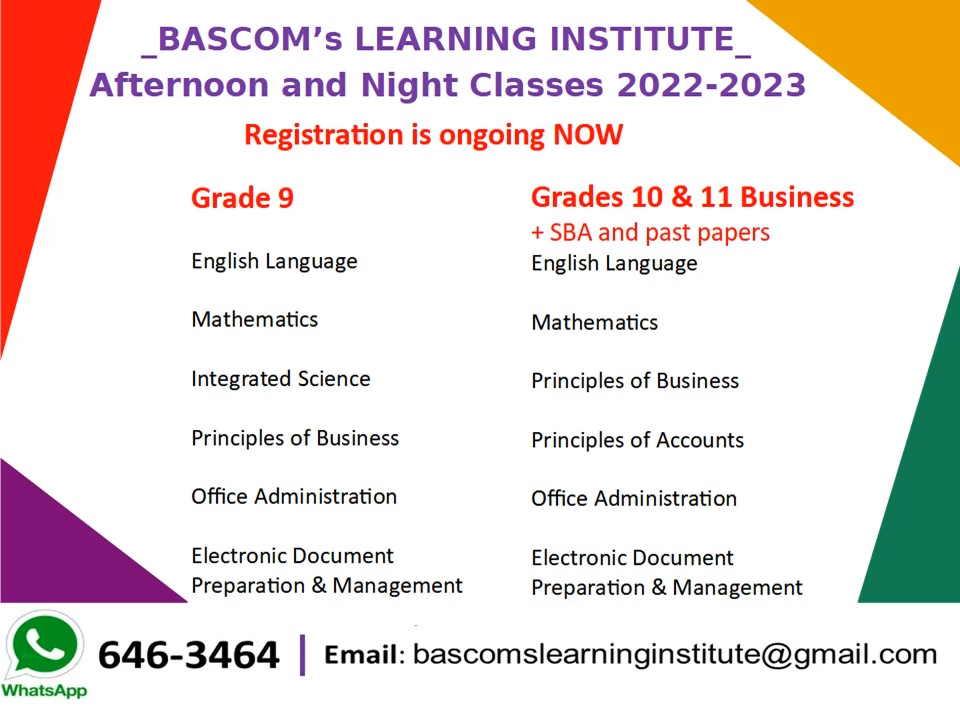 _BASCOM’s LEARNING INSTITUTE_
Afternoon and Night Classes 2022-2023
Registration is ongoing NOW
Grade 9
English Language
Mathematics
Integrated Science
Principles of Business
Office Administration
Electronic Document
Preparation & Management
Grades 10 & 11 Business
+ SBA and past papers
English Language
Mathematics
Principles of Business
Principles of Accounts
Office Administration
Electronic Document
Preparation & Management
WhatsApp
646-3464 | Email: bascomslearninginstitute@gmail.com